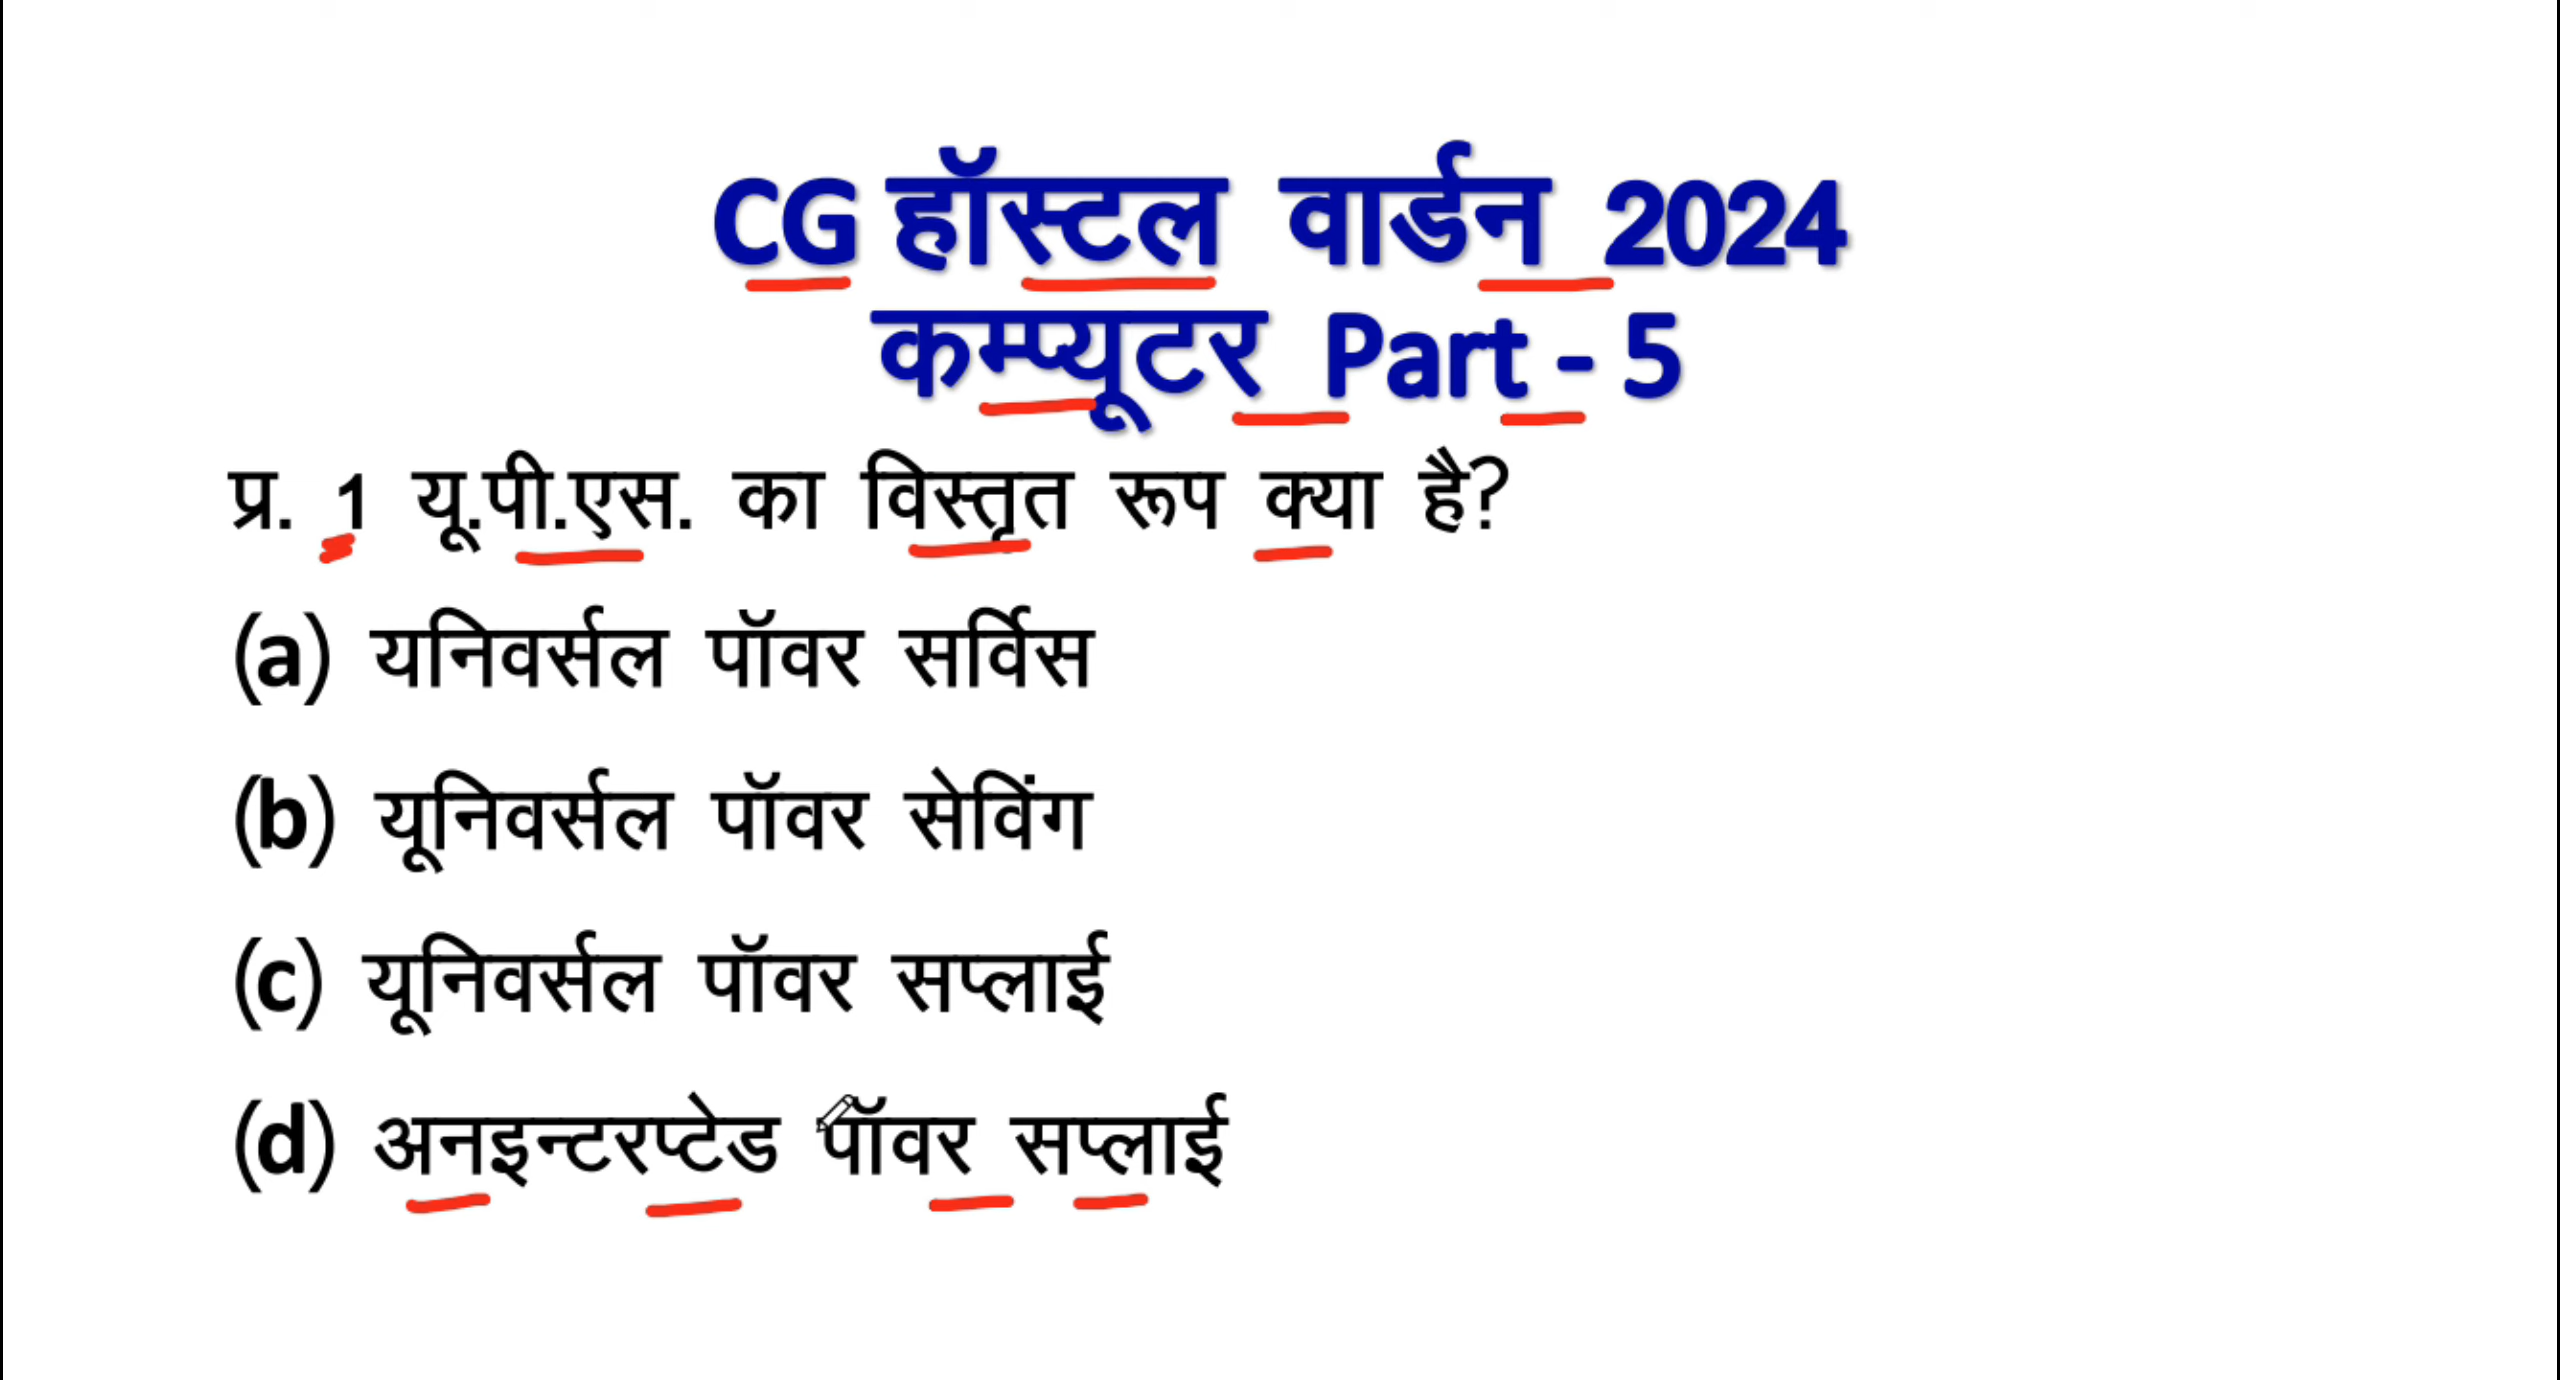 CG हॉस्टल वार्डन 2024
कम्प्यूटर Part - 5
प्र. 1 यू.पी.एस. का विस्तृत रूप क्या है?
(a) यनिवर्सल पॉवर सर्विस
(b) यूनिवर्सल पॉवर सेविंग
(c) यूनिवर्सल पॉवर सप्लाई
(d) अनइन्टरप्टेड पॉवर सप्लाई